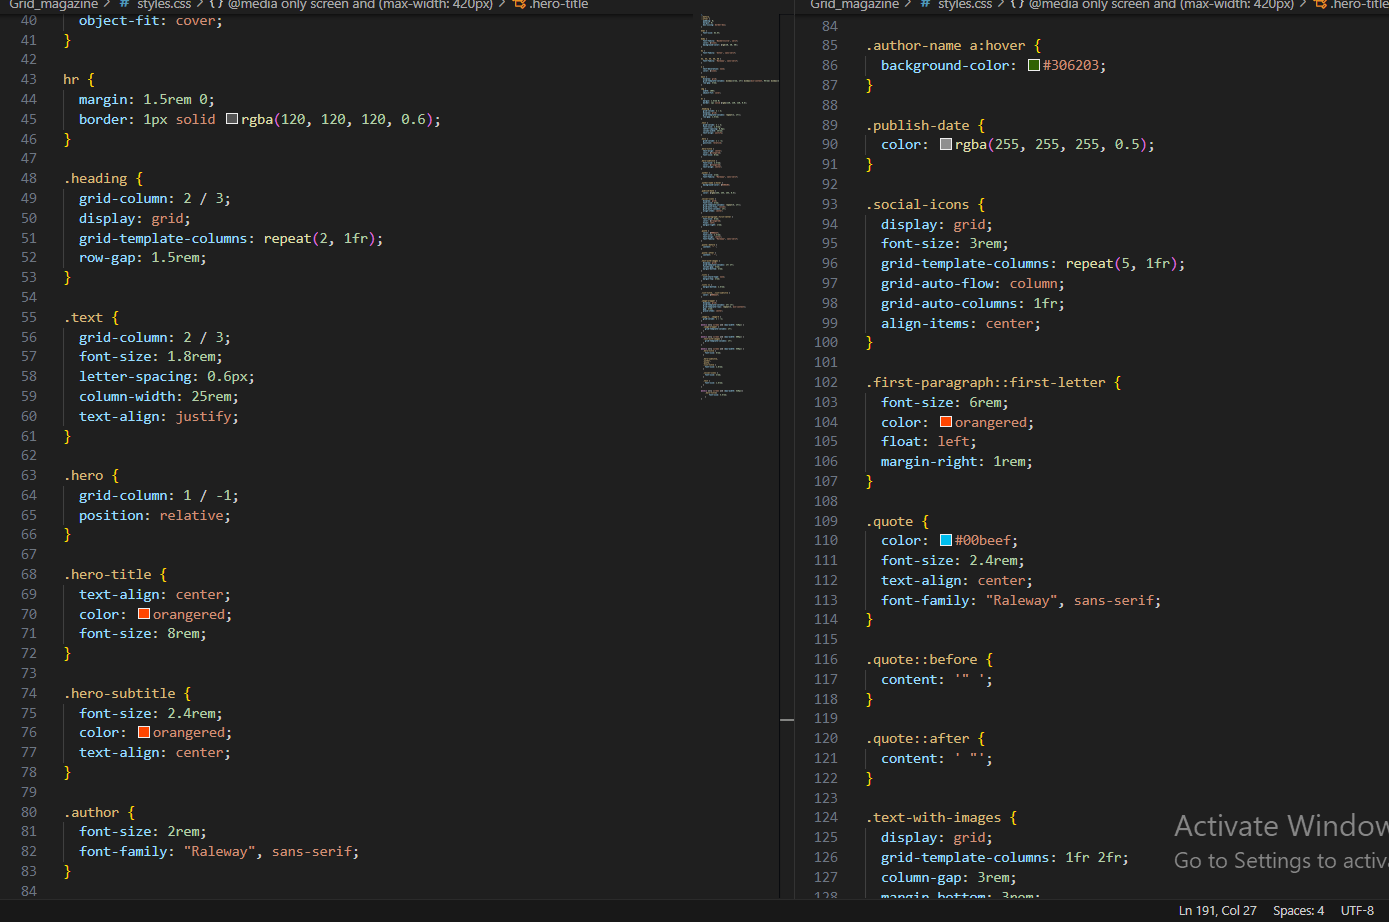 Grid_magazine > # styles.css > { } @media only screen and (max-width: 420px) > .hero-title
40 object-fit: cover;
41 }
42
43 hr {
44 margin: 1.5rem 0;
45 border: 1px solid rgba(120, 120, 120, 0.6);
46 }
47
48 .heading {
49 grid-column: 2 / 3;
50 display: grid;
51 grid-template-columns: repeat(2, 1fr);
52 row-gap: 1.5rem;
53 }
54
55 .text {
56 grid-column: 2 / 3;
57 font-size: 1.8rem;
58 letter-spacing: 0.6px;
59 column-width: 25rem;
60 text-align: justify;
61 }
62
63 .hero {
64 grid-column: 1 / -1;
65 position: relative;
66 }
67
68 .hero-title {
69 text-align: center;
70 color: orangered;
71 font-size: 8rem;
72 }
73
74 .hero-subtitle {
75 font-size: 2.4rem;
76 color: orangered;
77 text-align: center;
78 }
79
80 .author {
81 font-size: 2rem;
82 font-family: "Raleway", sans-serif;
83 }
84
Grid_magazine > # styles.css > { } @media only screen and (max-width: 420px) > .hero-title
84
85 .author-name a:hover {
86 background-color: #306203;
87 }
88
89 .publish-date {
90 color: rgba(255, 255, 255, 0.5);
91 }
92
93 .social-icons {
94 display: grid;
95 font-size: 3rem;
96 grid-template-columns: repeat(5, 1fr);
97 grid-auto-flow: column;
98 grid-auto-columns: 1fr;
99 align-items: center;
100 }
101
102 .first-paragraph::first-letter {
103 font-size: 6rem;
104 color: orangered;
105 float: left;
106 margin-right: 1rem;
107 }
108
109 .quote {
110 color: #00beef;
111 font-size: 2.4rem;
112 text-align: center;
113 font-family: "Raleway", sans-serif;
114 }
115
116 .quote::before {
117 content: '" ';
118 }
119
120 .quote::after {
121 content: ' "';
122 }
123
124 .text-with-images {
125 display: grid;
126 grid-template-columns: 1fr 2fr;
127 column-gap: 3rem;
128 margin-bottom: 3rem;
Activate Window
Go to Settings to activa
Ln 191, Col 27 Spaces: 4 UTF-8